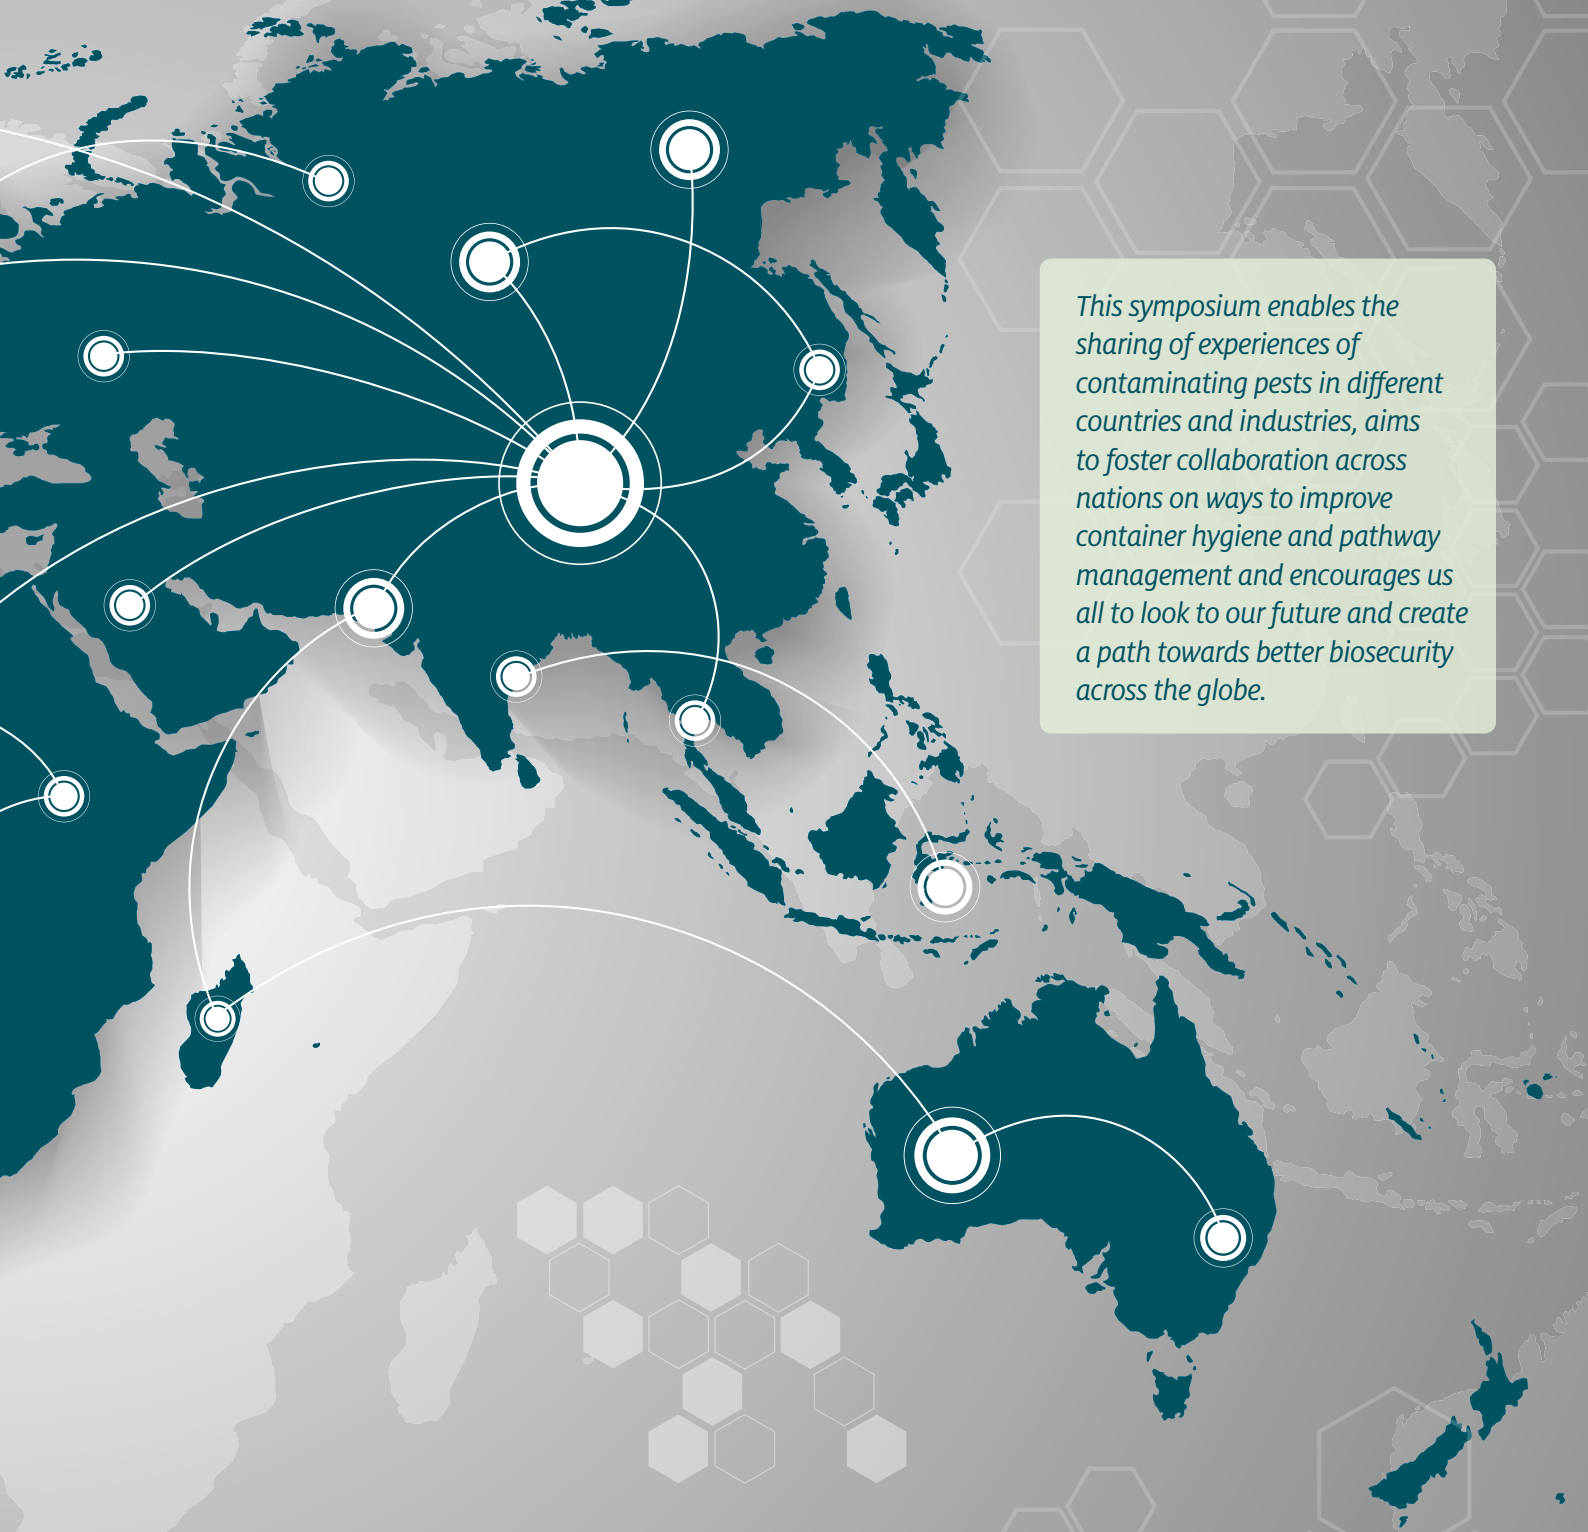 This symposium enables the
sharing of experiences of
contaminating pests in different
countries and industries, aims
to foster collaboration across
nations on ways to improve
container hygiene and pathway
management and encourages us
all to look to our future and create
a path towards better biosecurity
across the globe.